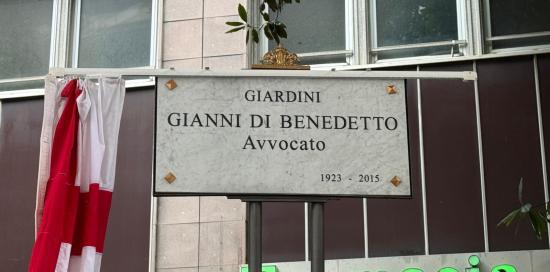 GIARDINI
GIANNI DI BENEDETTO
Avvocato
1923 - 2015